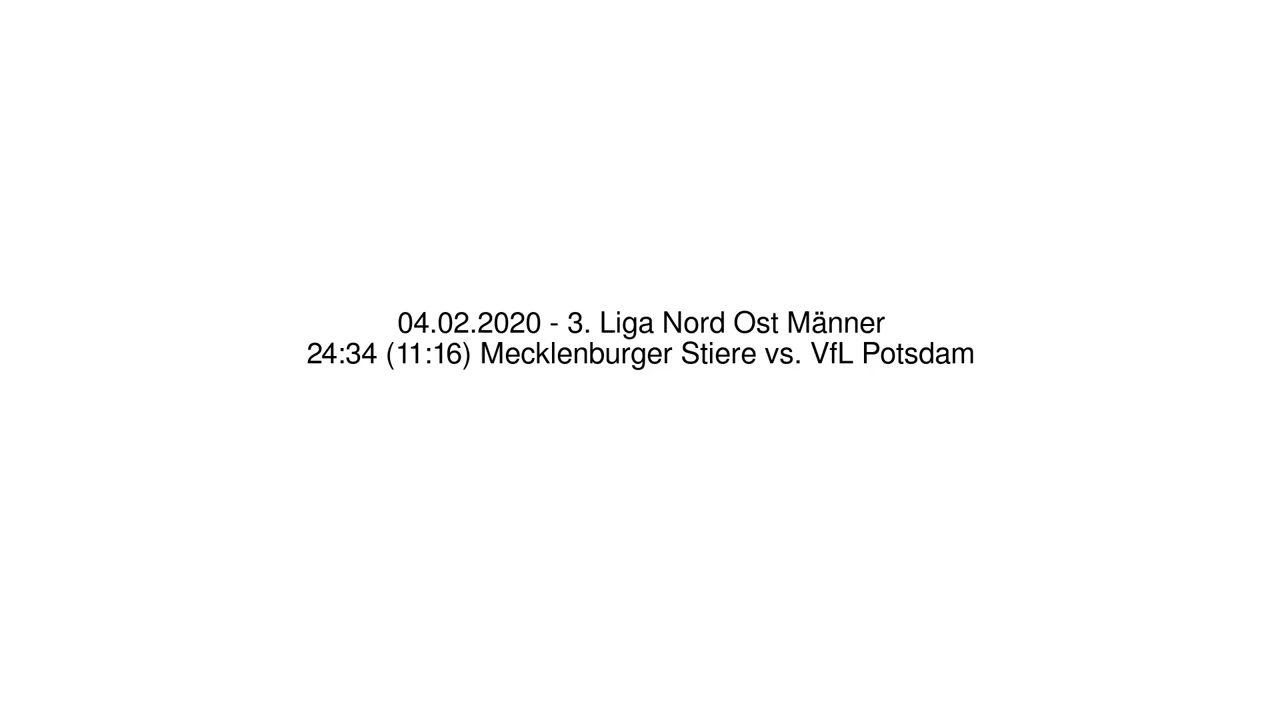 04.02.2020 - 3. Liga Nord Ost Männer
24:34 (11:16) Mecklenburger Stiere vs. VfL Potsdam